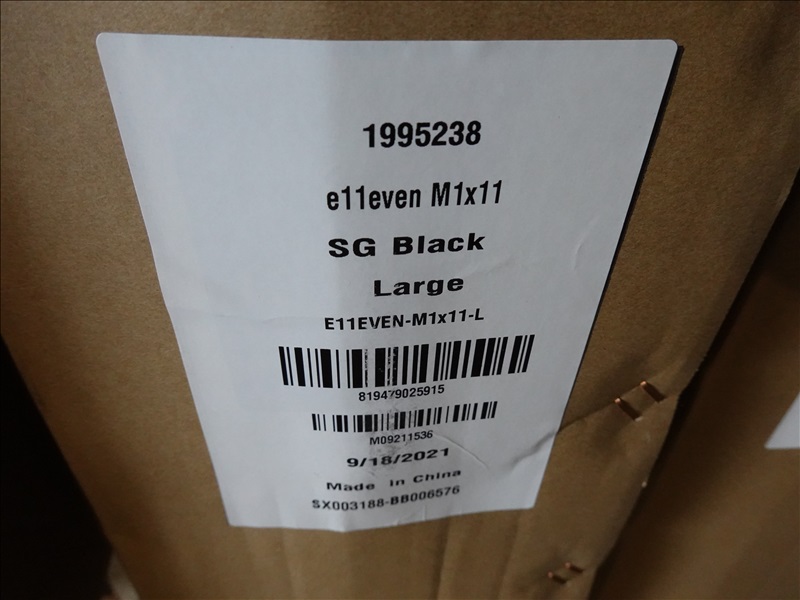 1995238
e11even M1x11
SG Black
Large
E11EVEN-M1x11-L
819479025915
M09211536
9/18/2021
Made in China
SX003188-BB006576